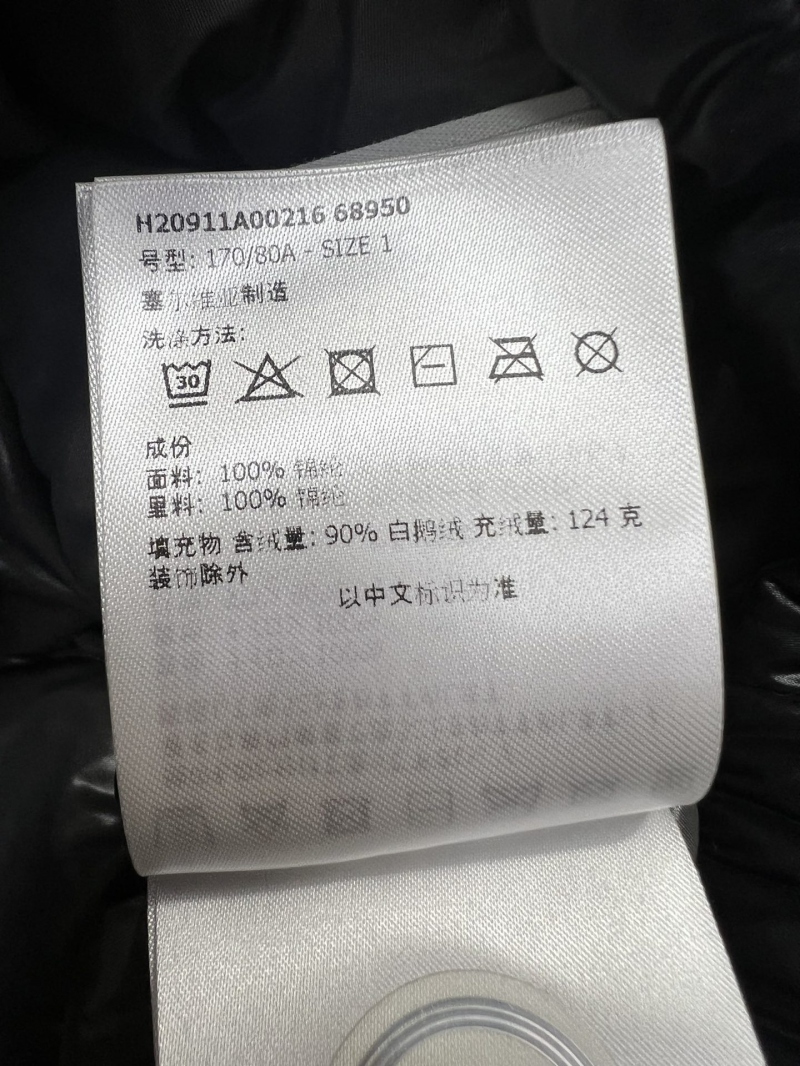 H20911A00216 68950
号型: 170/80A - SIZE 1
塞尔维亚制造
洗涤方法:
30
成份
面料: 100% 锦纶
里料: 100% 锦纶
填充物 含绒量: 90% 白鹅绒 充绒量: 124 克
装饰除外
以中文标识为准